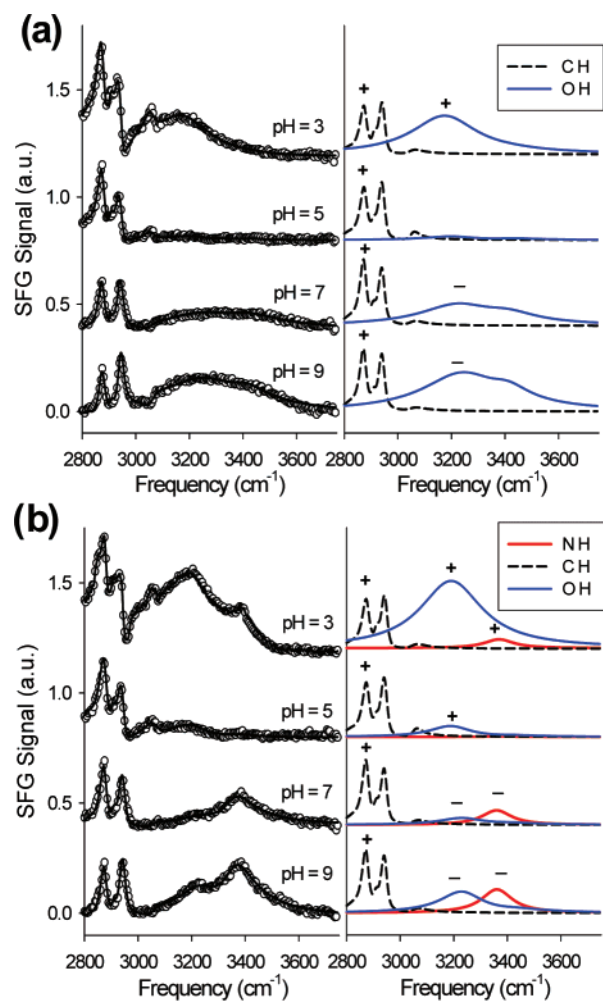 (a)
SFG Signal (a.u.)
1.5
1.0
0.5
0.0
pH = 3
pH = 5
pH = 7
pH = 9
2800 3000 3200 3400 3600
Frequency (cm-1)
CH
OH
+ +
+
+ −
+ −
2800 3000 3200 3400 3600
Frequency (cm-1)
(b)
SFG Signal (a.u.)
1.5
1.0
0.5
0.0
pH = 3
pH = 5
pH = 7
pH = 9
2800 3000 3200 3400 3600
Frequency (cm-1)
NH
CH
OH
+ + +
+ +
+ − −
+ − −
2800 3000 3200 3400 3600
Frequency (cm-1)